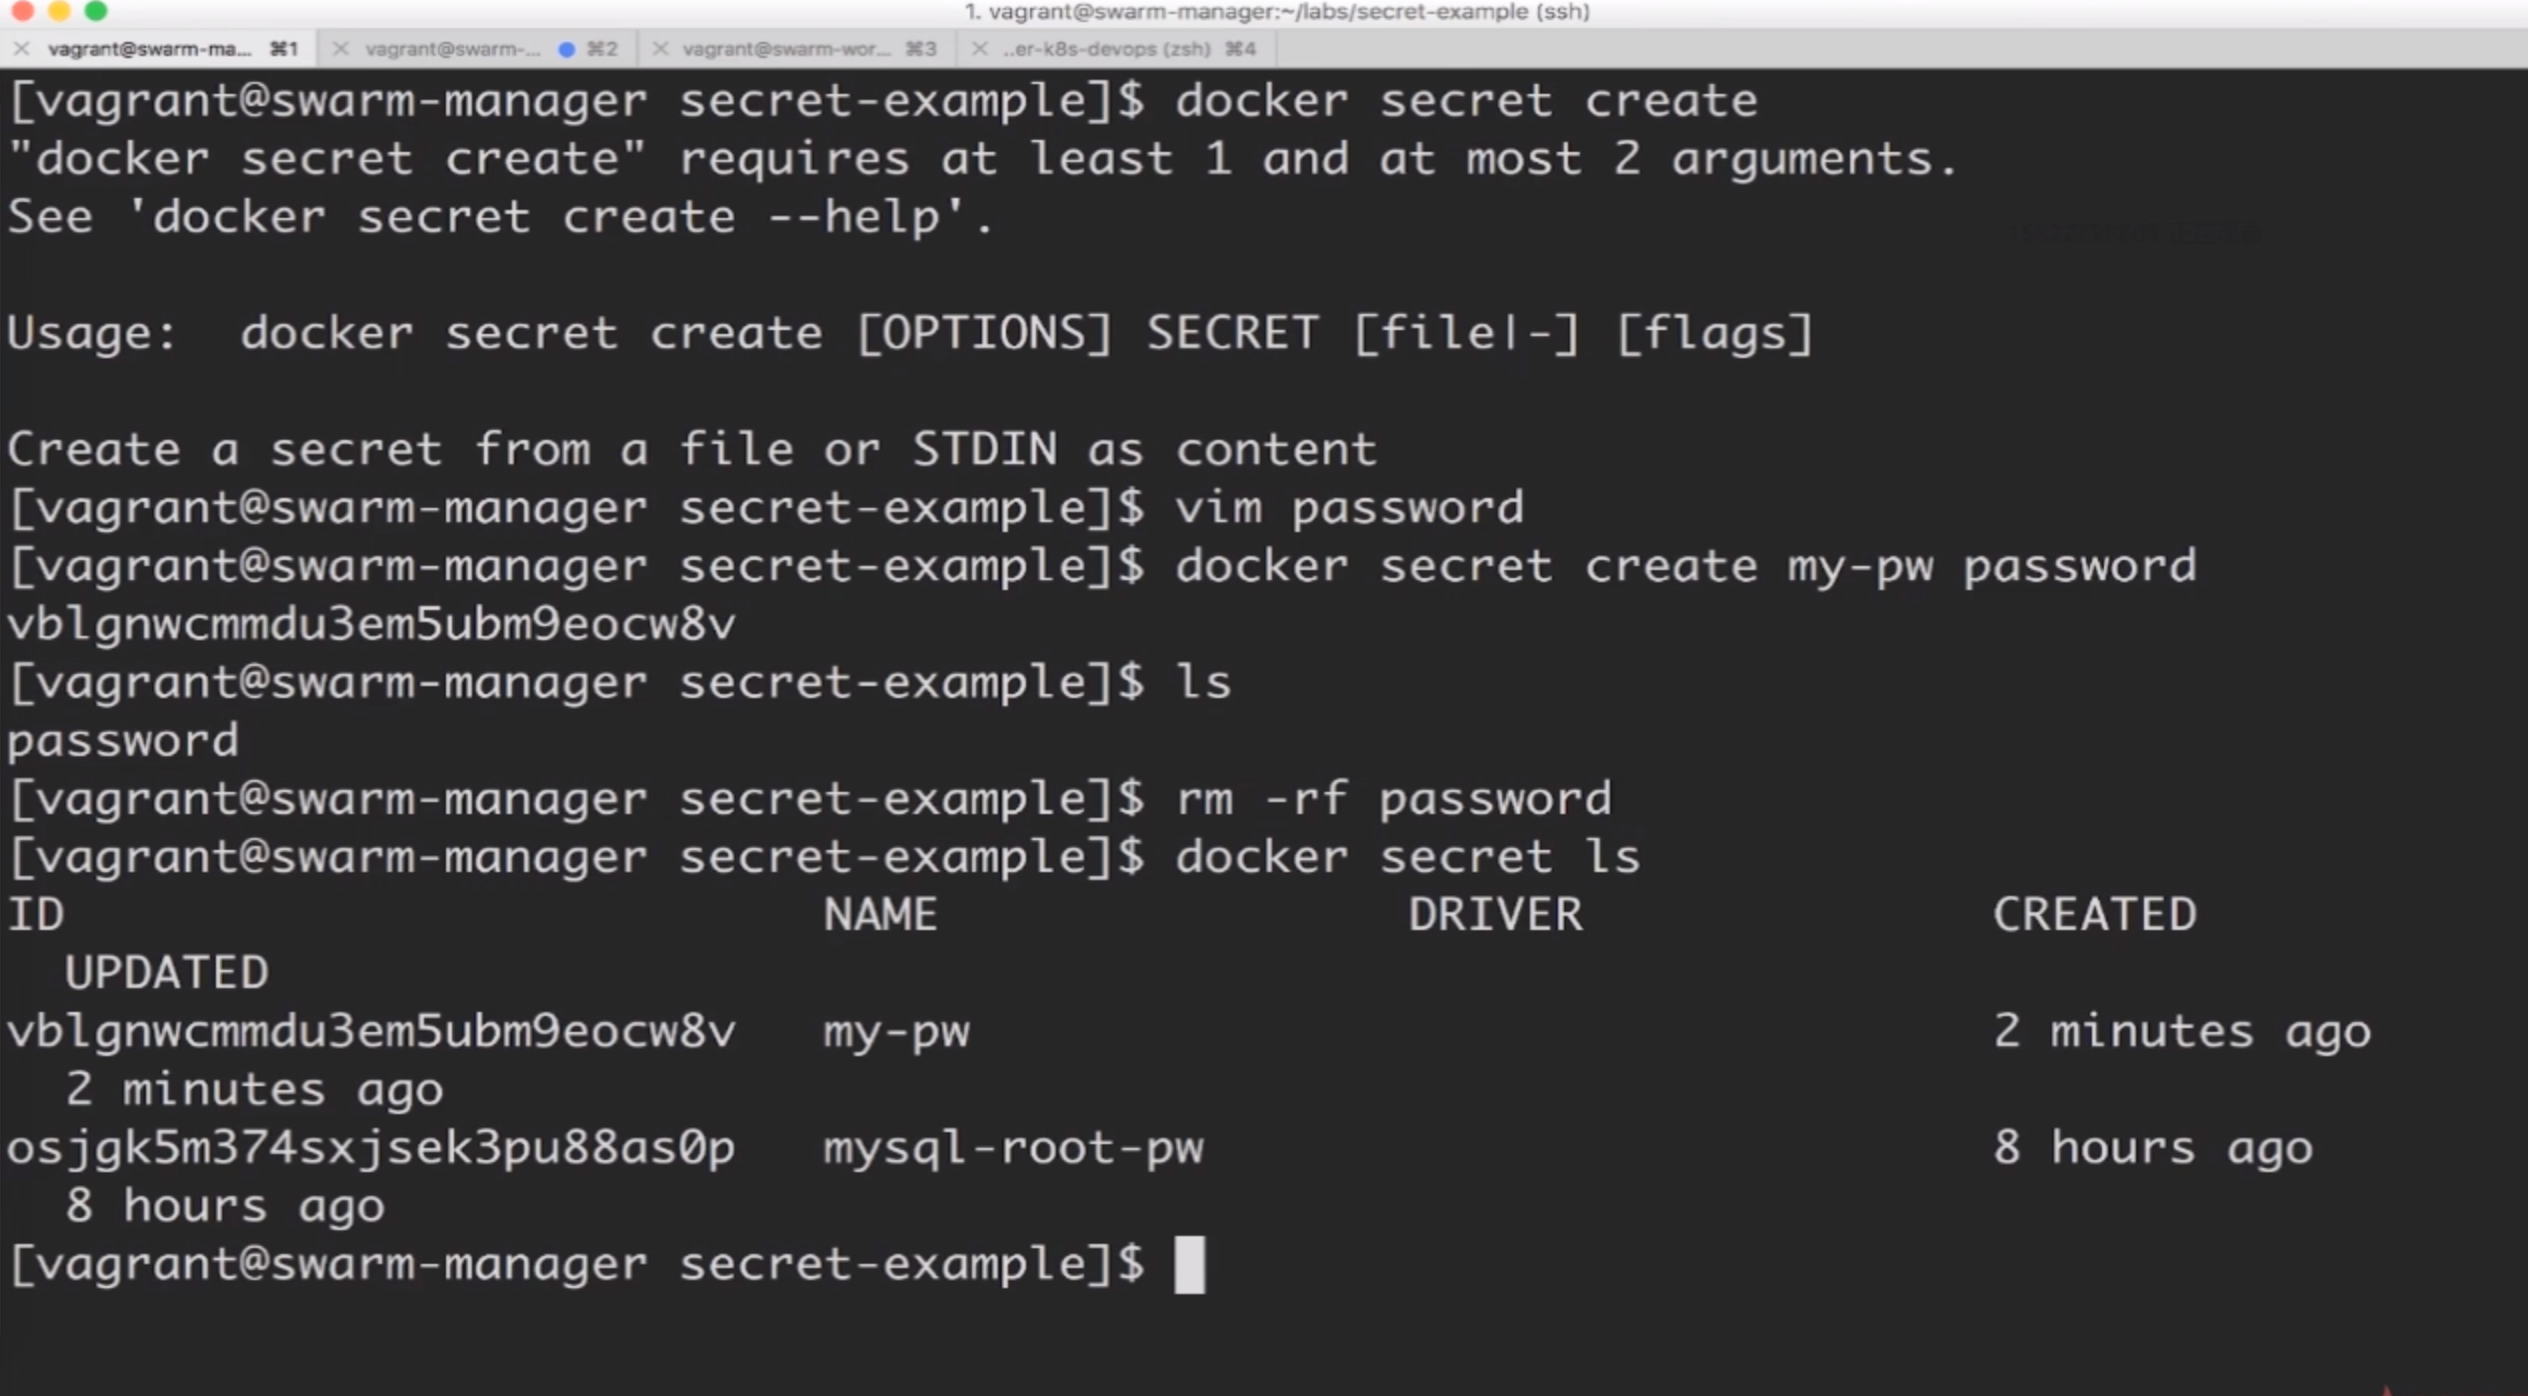 1. vagrant@swarm-manager:~/labs/secret-example (ssh)
vagrant@swarm-ma... ⌘1 vagrant@swarm-... ⌘2 vagrant@swarm-wor... ⌘3 ..er-k8s-devops (zsh) ⌘4
[vagrant@swarm-manager secret-example]$ docker secret create
"docker secret create" requires at least 1 and at most 2 arguments.
See 'docker secret create --help'.
Usage:  docker secret create [OPTIONS] SECRET [file|-] [flags]
Create a secret from a file or STDIN as content
[vagrant@swarm-manager secret-example]$ vim password
[vagrant@swarm-manager secret-example]$ docker secret create my-pw password
vblgnwcmmdu3em5ubm9eocw8v
[vagrant@swarm-manager secret-example]$ ls
password
[vagrant@swarm-manager secret-example]$ rm -rf password
[vagrant@swarm-manager secret-example]$ docker secret ls
ID NAME DRIVER CREATED
UPDATED
vblgnwcmmdu3em5ubm9eocw8v my-pw 2 minutes ago
2 minutes ago
osjgk5m374sxjsek3pu88as0p mysql-root-pw 8 hours ago
8 hours ago
[vagrant@swarm-manager secret-example]$